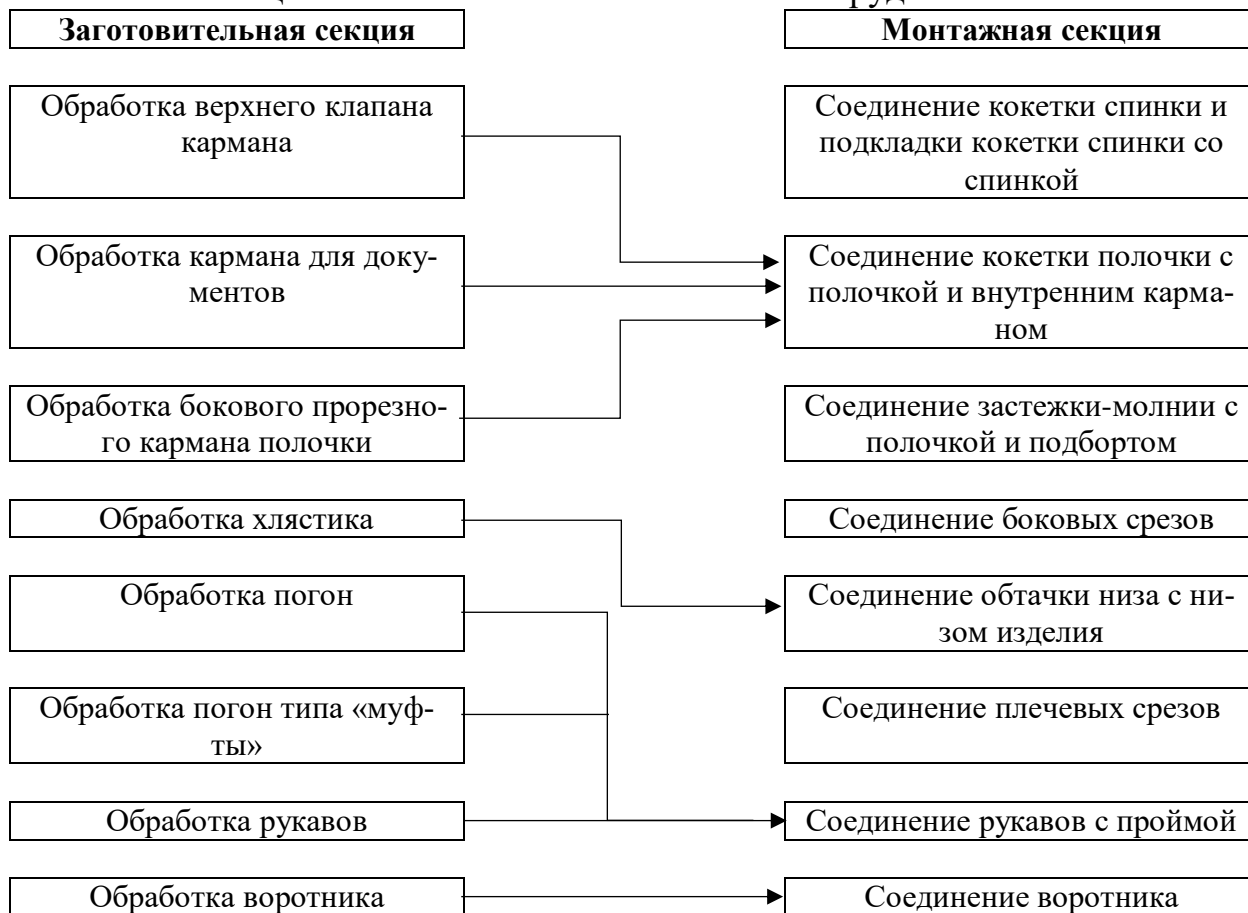 Заготовительная секция
Монтажная секция
Обработка верхнего клапана
кармана
Соединение кокетки спинки и
подкладки кокетки спинки со
спинкой
Обработка кармана для доку-
ментов
Соединение кокетки полочки с
полочкой и внутренним карма-
ном
Обработка бокового прорезно-
го кармана полочки
Соединение застежки-молнии с
полочкой и подбортом
Обработка хлястика
Соединение боковых срезов
Обработка погон
Соединение обтачки низа с ни-
зом изделия
Обработка погон типа «муф-
ты»
Соединение плечевых срезов
Обработка рукавов
Соединение рукавов с проймой
Обработка воротника
Соединение воротника